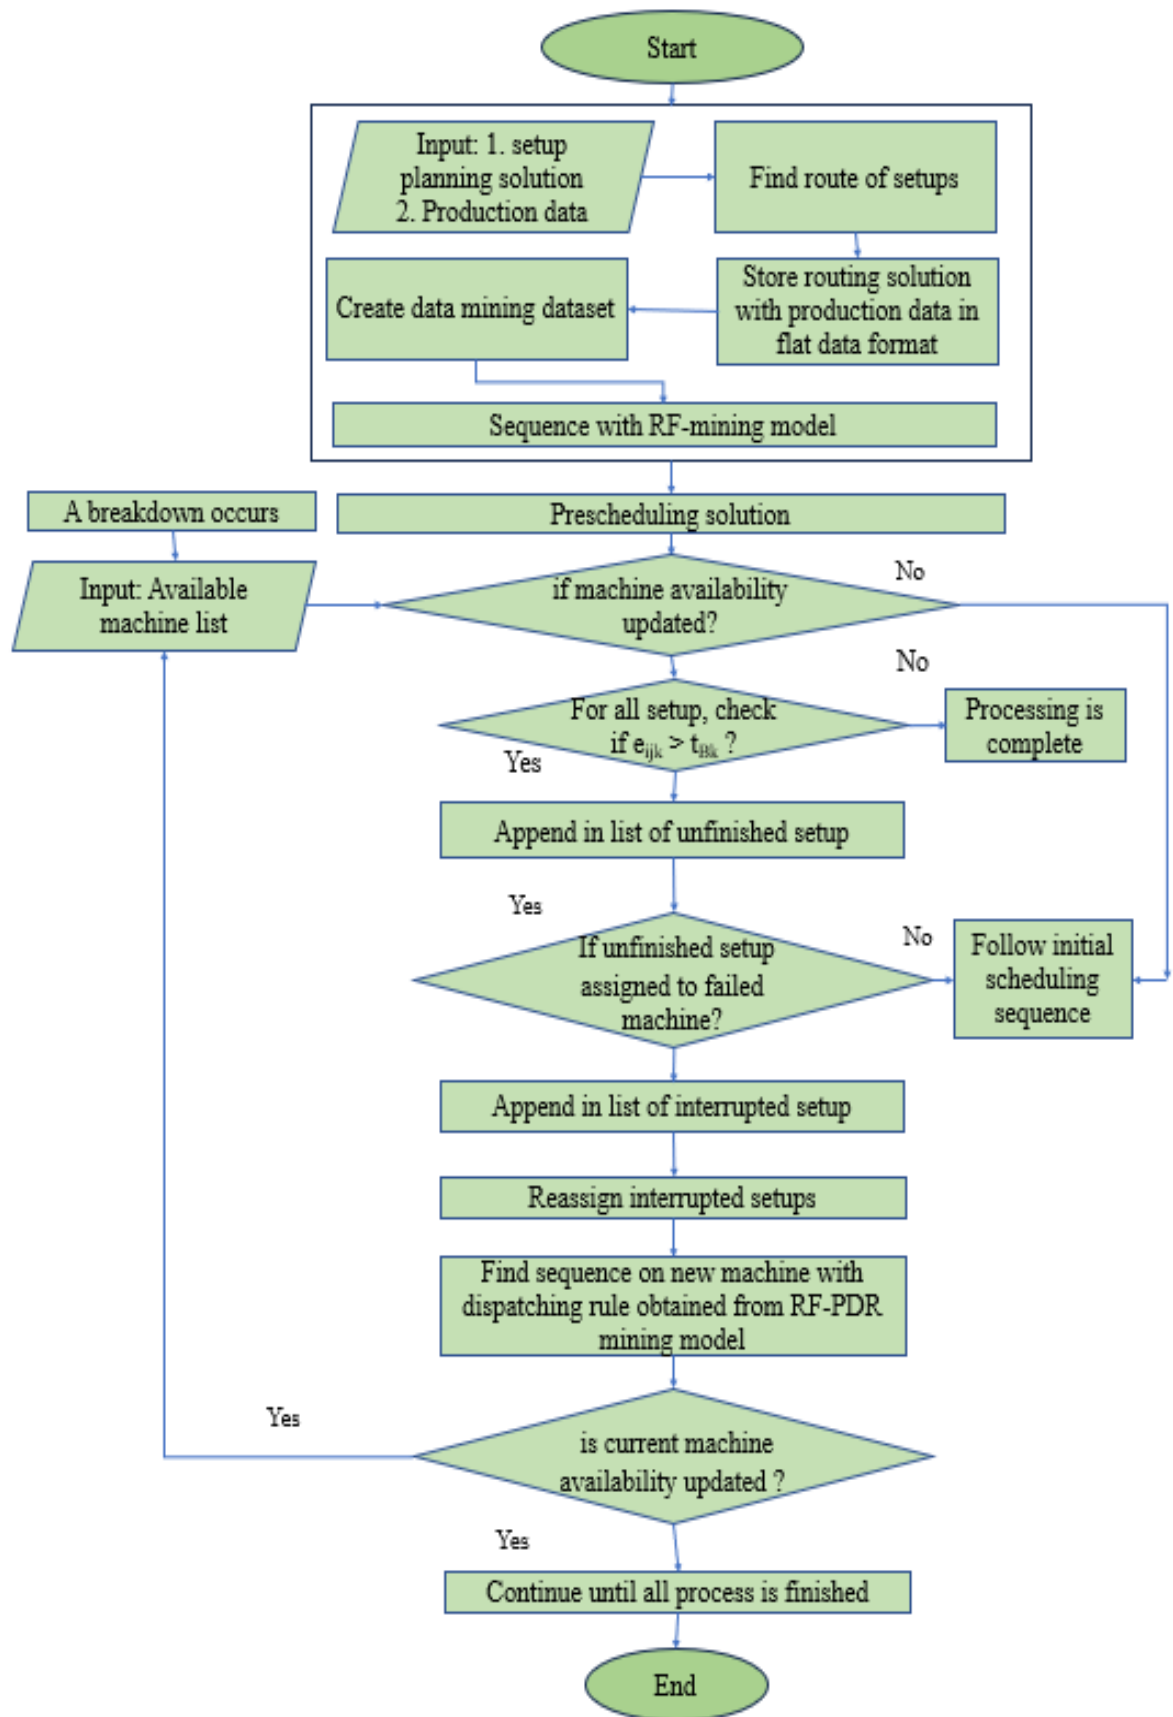 Start
Input: 1. setup
planning solution
2. Production data
Find route of setups
Store routing solution
with production data in
flat data format
Create data mining dataset
Sequence with RF-mining model
A breakdown occurs
Prescheduling solution
Input: Available
machine list
if machine availability
updated?
No
For all setup, check
if eijk > tBk ?
No
Processing is
complete
Yes
Append in list of unfinished setup
Yes
If unfinished setup
assigned to failed
machine?
No
Follow initial
scheduling
sequence
Append in list of interrupted setup
Reassign interrupted setups
Find sequence on new machine with
dispatching rule obtained from RF-PDR
mining model
Yes
is current machine
availability updated ?
Yes
Continue until all process is finished
End